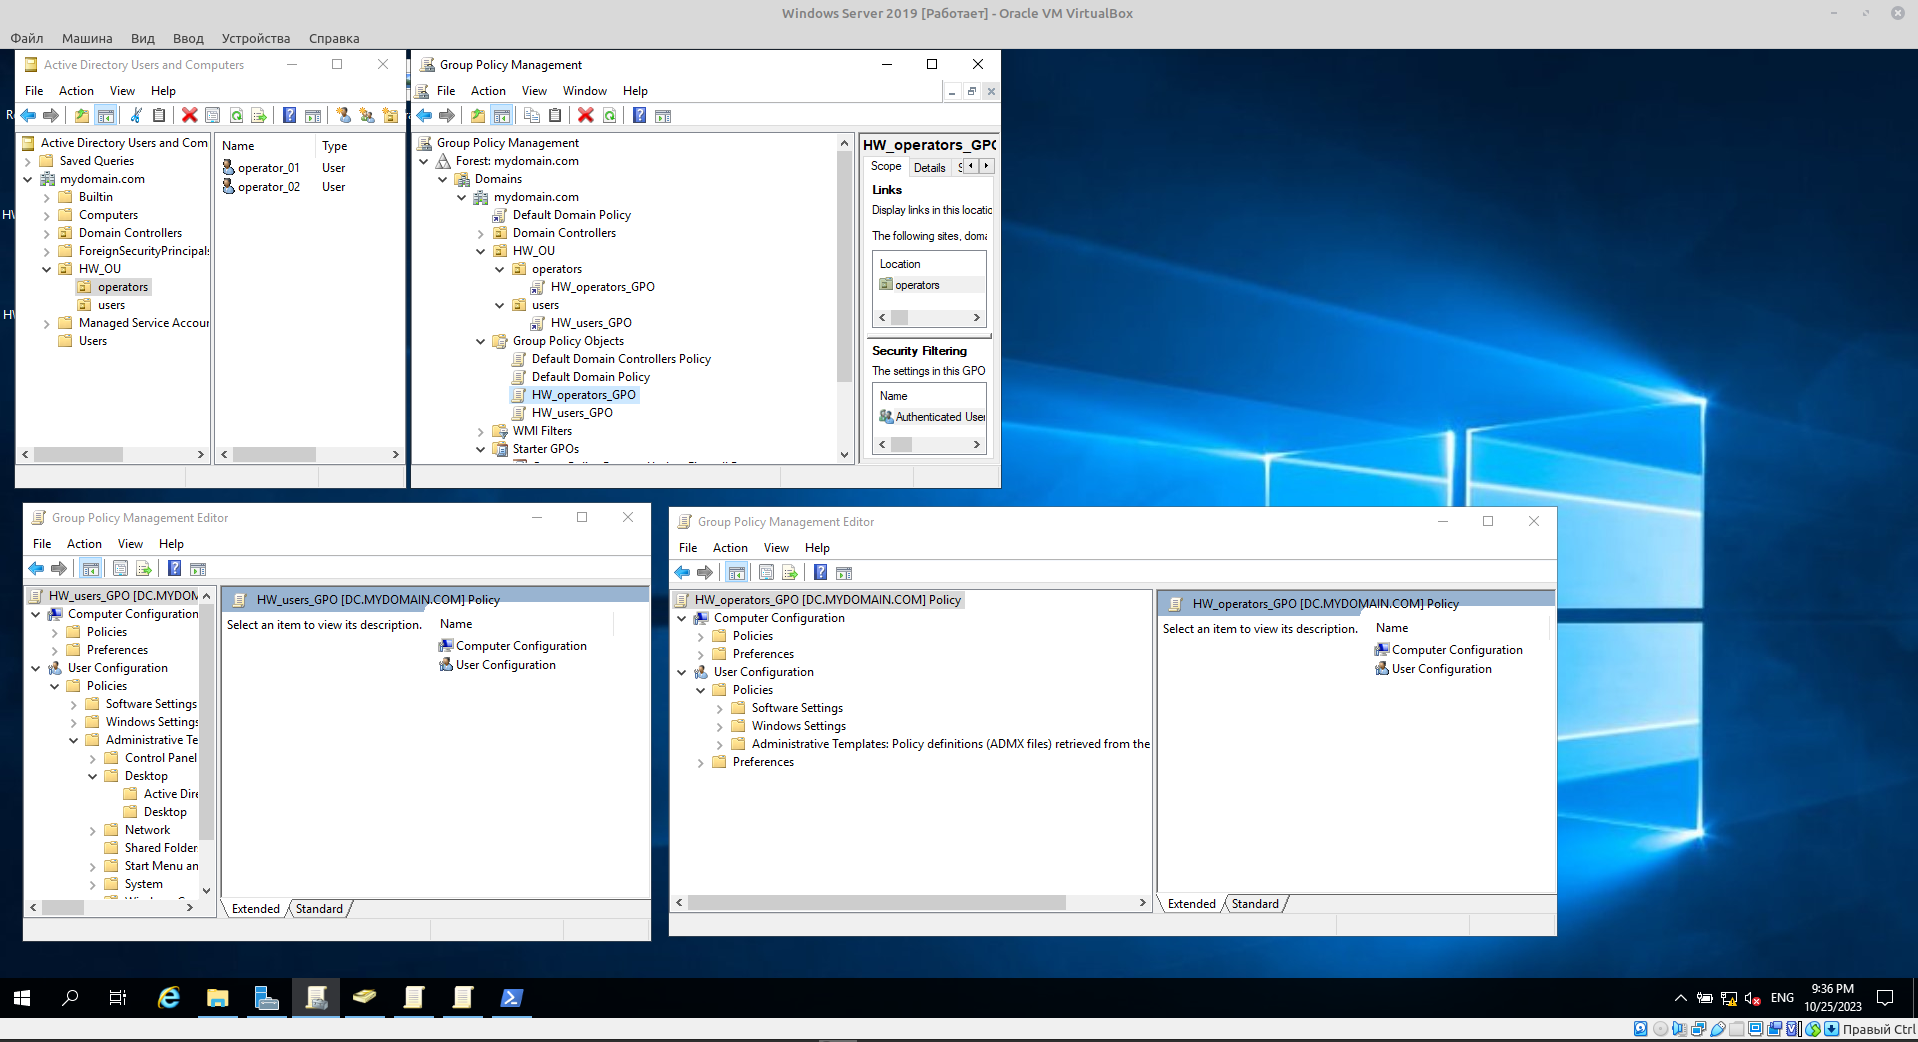 Windows Server 2019 [Работает] - Oracle VM VirtualBox
Файл Машина Вид Ввод Устройства Справка
Active Directory Users and Computers
File Action View Help
Active Directory Users and Com
Saved Queries
mydomain.com
Builtin
Computers
Domain Controllers
ForeignSecurityPrincipals
HW_OU
operators
users
Managed Service Accour
Users
Name Type
operator_01 User
operator_02 User
Group Policy Management
File Action View Window Help
Group Policy Management
Forest: mydomain.com
Domains
mydomain.com
Default Domain Policy
Domain Controllers
HW_OU
operators
HW_operators_GPO
users
HW_users_GPO
Group Policy Objects
Default Domain Controllers Policy
Default Domain Policy
HW_operators_GPO
HW_users_GPO
WMI Filters
Starter GPOs
HW_operators_GPO
Scope Details
Links
Display links in this locatic
The following sites, doma
Location
operators
Security Filtering
The settings in this GPO
Name
Authenticated User
Group Policy Management Editor
File Action View Help
HW_users_GPO [DC.MYDOM
Computer Configuration
Policies
Preferences
User Configuration
Policies
Software Settings
Windows Settings
Administrative Te
Control Panel
Desktop
Active Dire
Desktop
Network
Shared Folder
Start Menu an
System
HW_users_GPO [DC.MYDOMAIN.COM] Policy
Select an item to view its description.
Name
Computer Configuration
User Configuration
Extended Standard
Group Policy Management Editor
File Action View Help
HW_operators_GPO [DC.MYDOMAIN.COM] Policy
Computer Configuration
Policies
Preferences
User Configuration
Policies
Software Settings
Windows Settings
Administrative Templates: Policy definitions (ADMX files) retrieved from the
Preferences
HW_operators_GPO [DC.MYDOMAIN.COM] Policy
Select an item to view its description.
Name
Computer Configuration
User Configuration
Extended Standard
ENG
9:36 PM
10/25/2023
Правый Ctrl